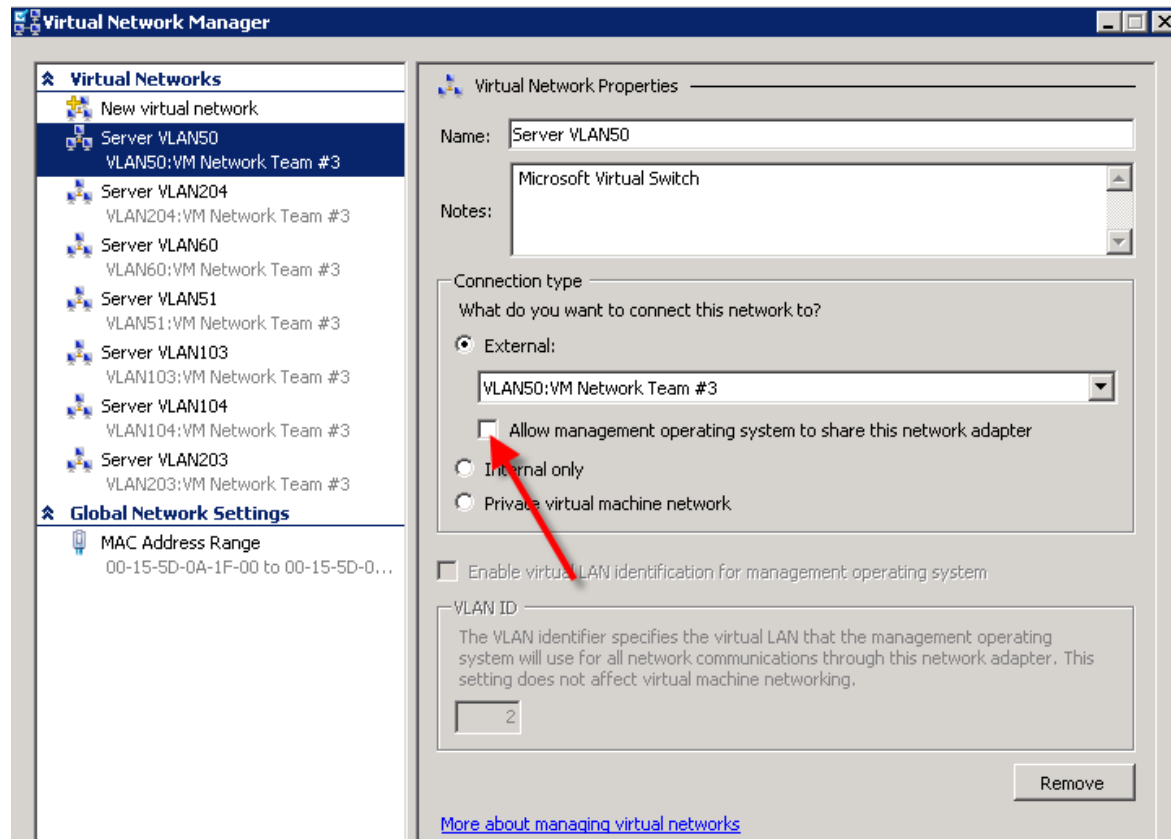 Virtual Network Manager
Virtual Networks
New virtual network
Server VLAN50
VLAN50:VM Network Team #3
Server VLAN204
VLAN204:VM Network Team #3
Server VLAN60
VLAN60:VM Network Team #3
Server VLAN51
VLAN51:VM Network Team #3
Server VLAN103
VLAN103:VM Network Team #3
Server VLAN104
VLAN104:VM Network Team #3
Server VLAN203
VLAN203:VM Network Team #3
Global Network Settings
MAC Address Range
00-15-5D-0A-1F-00 to 00-15-5D-0...
Virtual Network Properties
Name: Server VLAN50
Microsoft Virtual Switch
Notes:
Connection type
What do you want to connect this network to?
External:
VLAN50:VM Network Team #3
Allow management operating system to share this network adapter
Internal only
Private virtual machine network
Enable virtual LAN identification for management operating system
VLAN ID
The VLAN identifier specifies the virtual LAN that the management operating
system will use for all network communications through this network adapter. This
setting does not affect virtual machine networking.
2
Remove
More about managing virtual networks